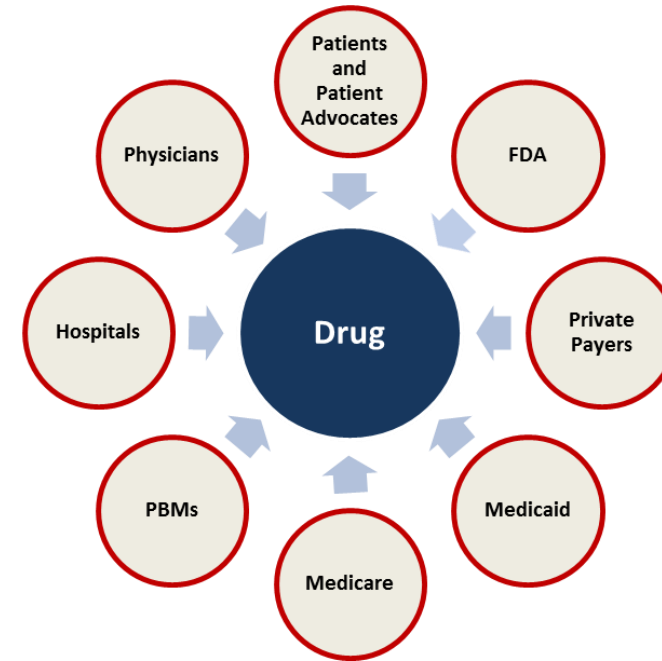 Patients
and
Patient
Advocates
Physicians
FDA
Hospitals
Drug
Private
Payers
PBMs
Medicaid
Medicare